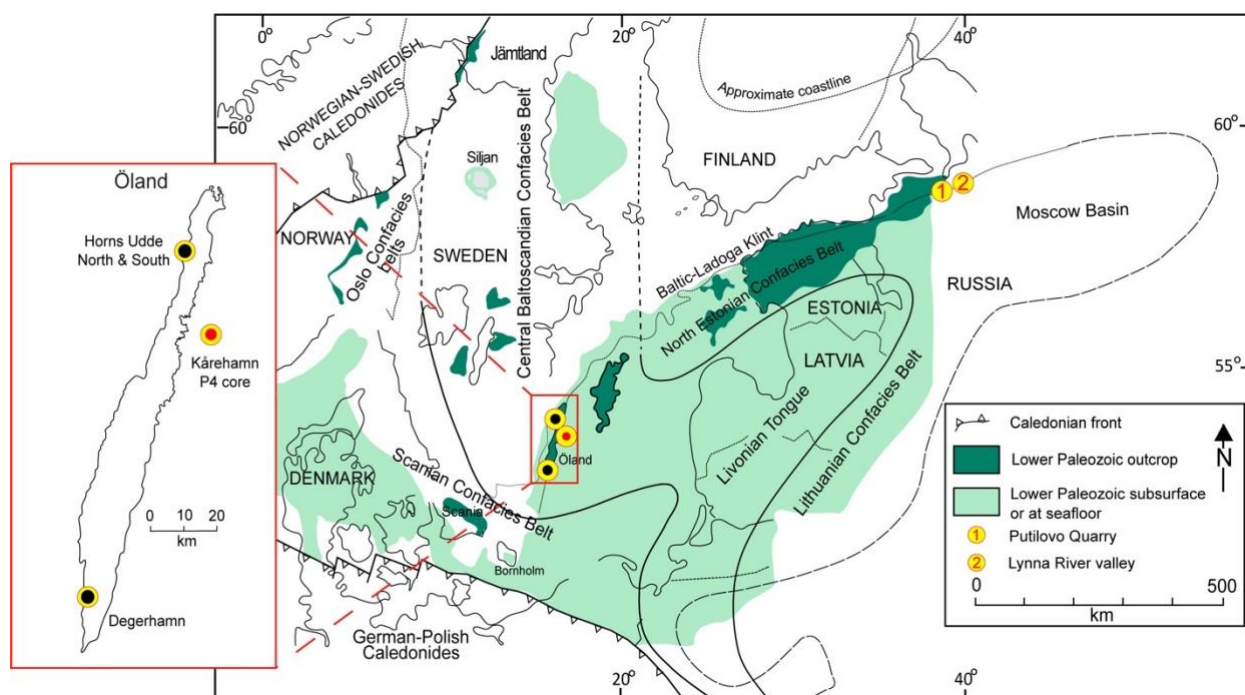 0°
20°
40°
Jämtland
NORWEGIAN-SWEDISH
CALEDONIDES
Approximate coastline
60°
60°
Öland
Siljan
FINLAND
1
2
Moscow Basin
Horns Udde
North & South
NORWAY
Oslo Confacies
belts
SWEDEN
Central Baltoscandian Confacies Belt
Baltic-Ladoga Klint
North Estonian Confacies Belt
RUSSIA
ESTONIA
Kårehamn
P4 core
LATVIA
55°
Livonian Tongue
Lithuanian Confacies Belt
Öland
DENMARK
Scanian Confacies Belt
Scania
Bornholm
German-Polish
Caledonides
0 10 20
km
Degerhamn
Caledonian front
N
Lower Paleozoic outcrop
Lower Paleozoic subsurface
or at seafloor
1 Putilovo Quarry
2 Lynna River valley
0 500
km
20°
40°